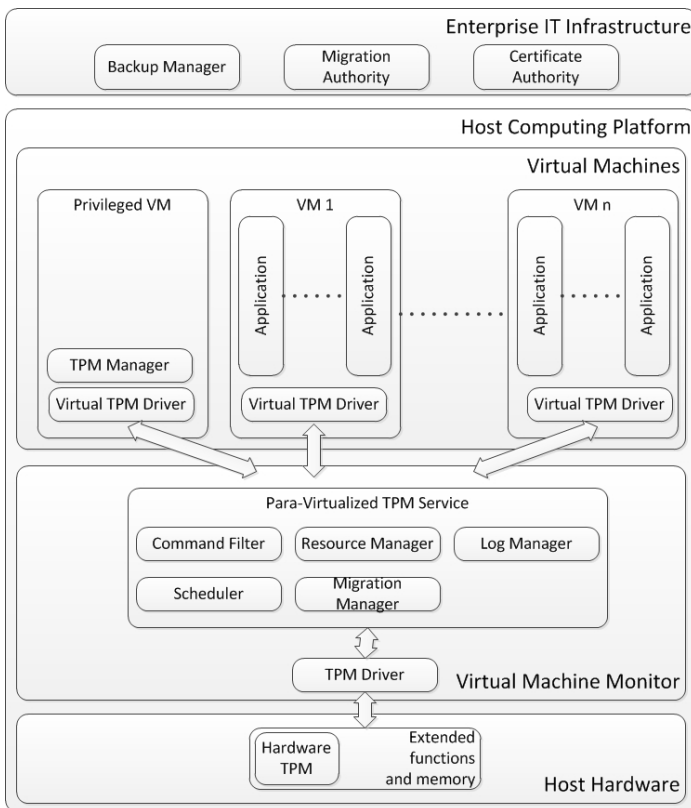 Enterprise IT Infrastructure
Backup Manager
Migration
Authority
Certificate
Authority
Host Computing Platform
Virtual Machines
Privileged VM
VM 1
VM n
Application
Application
Application
Application
TPM Manager
Virtual TPM Driver
Virtual TPM Driver
Virtual TPM Driver
Para-Virtualized TPM Service
Command Filter
Resource Manager
Log Manager
Scheduler
Migration
Manager
TPM Driver
Virtual Machine Monitor
Hardware
TPM
Extended
functions
and memory
Host Hardware